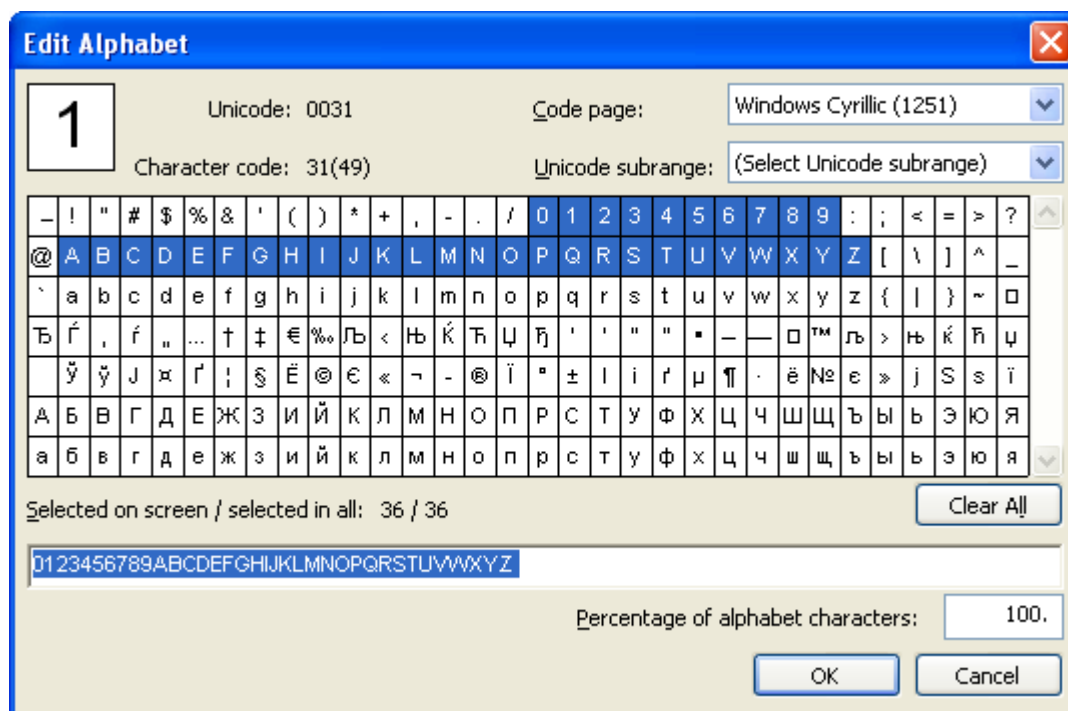 Edit Alphabet
1 Unicode: 0031 Code page: Windows Cyrillic (1251)
Character code: 31(49) Unicode subrange: (Select Unicode subrange)
_ ! " # $ % & ' ( ) * + , - . / 0 1 2 3 4 5 6 7 8 9 : ; < = > ?
@ A B C D E F G H I J K L M N O P Q R S T U V W X Y Z [ \ ] ^ _
` a b c d e f g h i j k l m n o p q r s t u v w x y z { | } ~ □
Ђ Ѓ ‚ ѓ „ … † ‡ € ‰ Љ ‹ Њ Ќ Ћ Џ ђ ‘ ’ “ ” • – — □ ™ љ › њ ќ ћ џ
Ў ў Ј ¤ Ґ ¦ § Ё © Є « ¬ - ® Ї ° ± І і ґ µ ¶ · ё № є » ј Ѕ ѕ ї
А Б В Г Д Е Ж З И Й К Л М Н О П Р С Т У Ф Х Ц Ч Ш Щ Ъ Ы Ь Э Ю Я
а б в г д е ж з и й к л м н о п р с т у ф х ц ч ш щ ъ ы ь э ю я
Selected on screen / selected in all: 36 / 36 Clear All
0123456789ABCDEFGHIJKLMNOPQRSTUVWXYZ
Percentage of alphabet characters: 100.
OK Cancel